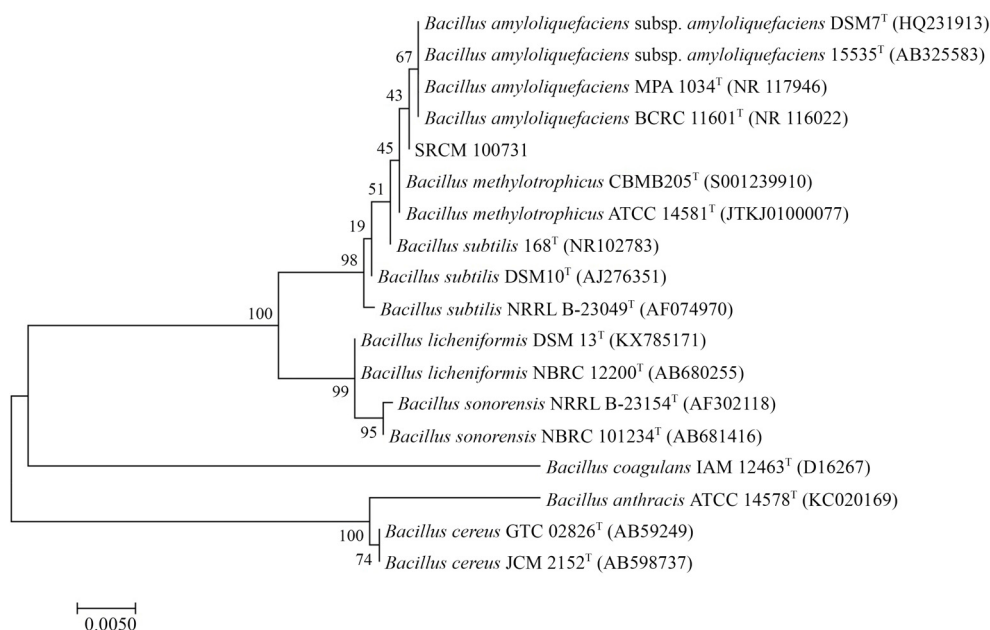 Bacillus amyloliquefaciens subsp. amyloliquefaciens DSM7ᵀ (HQ231913)
Bacillus amyloliquefaciens subsp. amyloliquefaciens 15535ᵀ (AB325583)
67
Bacillus amyloliquefaciens MPA 1034ᵀ (NR 117946)
43
Bacillus amyloliquefaciens BCRC 11601ᵀ (NR 116022)
45
SRCM 100731
Bacillus methylotrophicus CBMB205ᵀ (S001239910)
51
Bacillus methylotrophicus ATCC 14581ᵀ (JTKJ01000077)
19
Bacillus subtilis 168ᵀ (NR102783)
98
Bacillus subtilis DSM10ᵀ (AJ276351)
Bacillus subtilis NRRL B-23049ᵀ (AF074970)
100
Bacillus licheniformis DSM 13ᵀ (KX785171)
Bacillus licheniformis NBRC 12200ᵀ (AB680255)
99
Bacillus sonorensis NRRL B-23154ᵀ (AF302118)
95
Bacillus sonorensis NBRC 101234ᵀ (AB681416)
Bacillus coagulans IAM 12463ᵀ (D16267)
Bacillus anthracis ATCC 14578ᵀ (KC020169)
100
Bacillus cereus GTC 02826ᵀ (AB59249)
74
Bacillus cereus JCM 2152ᵀ (AB598737)
0.0050